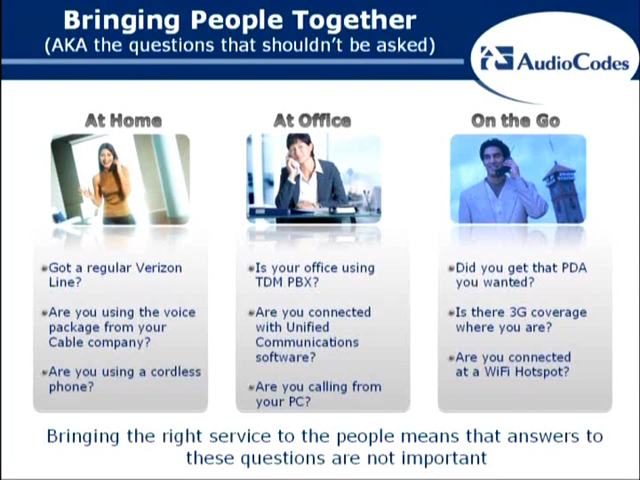 Bringing People Together
(AKA the questions that shouldn't be asked)
AudioCodes
At Home
At Office
On the Go
Got a regular Verizon
Line?
Are you using the voice
package from your
Cable company?
Are you using a cordless
phone?
Is your office using
TDM PBX?
Are you connected
with Unified
Communications
software?
Are you calling from
your PC?
Did you get that PDA
you wanted?
Is there 3G coverage
where you are?
Are you connected
at a WiFi Hotspot?
Bringing the right service to the people means that answers to
these questions are not important